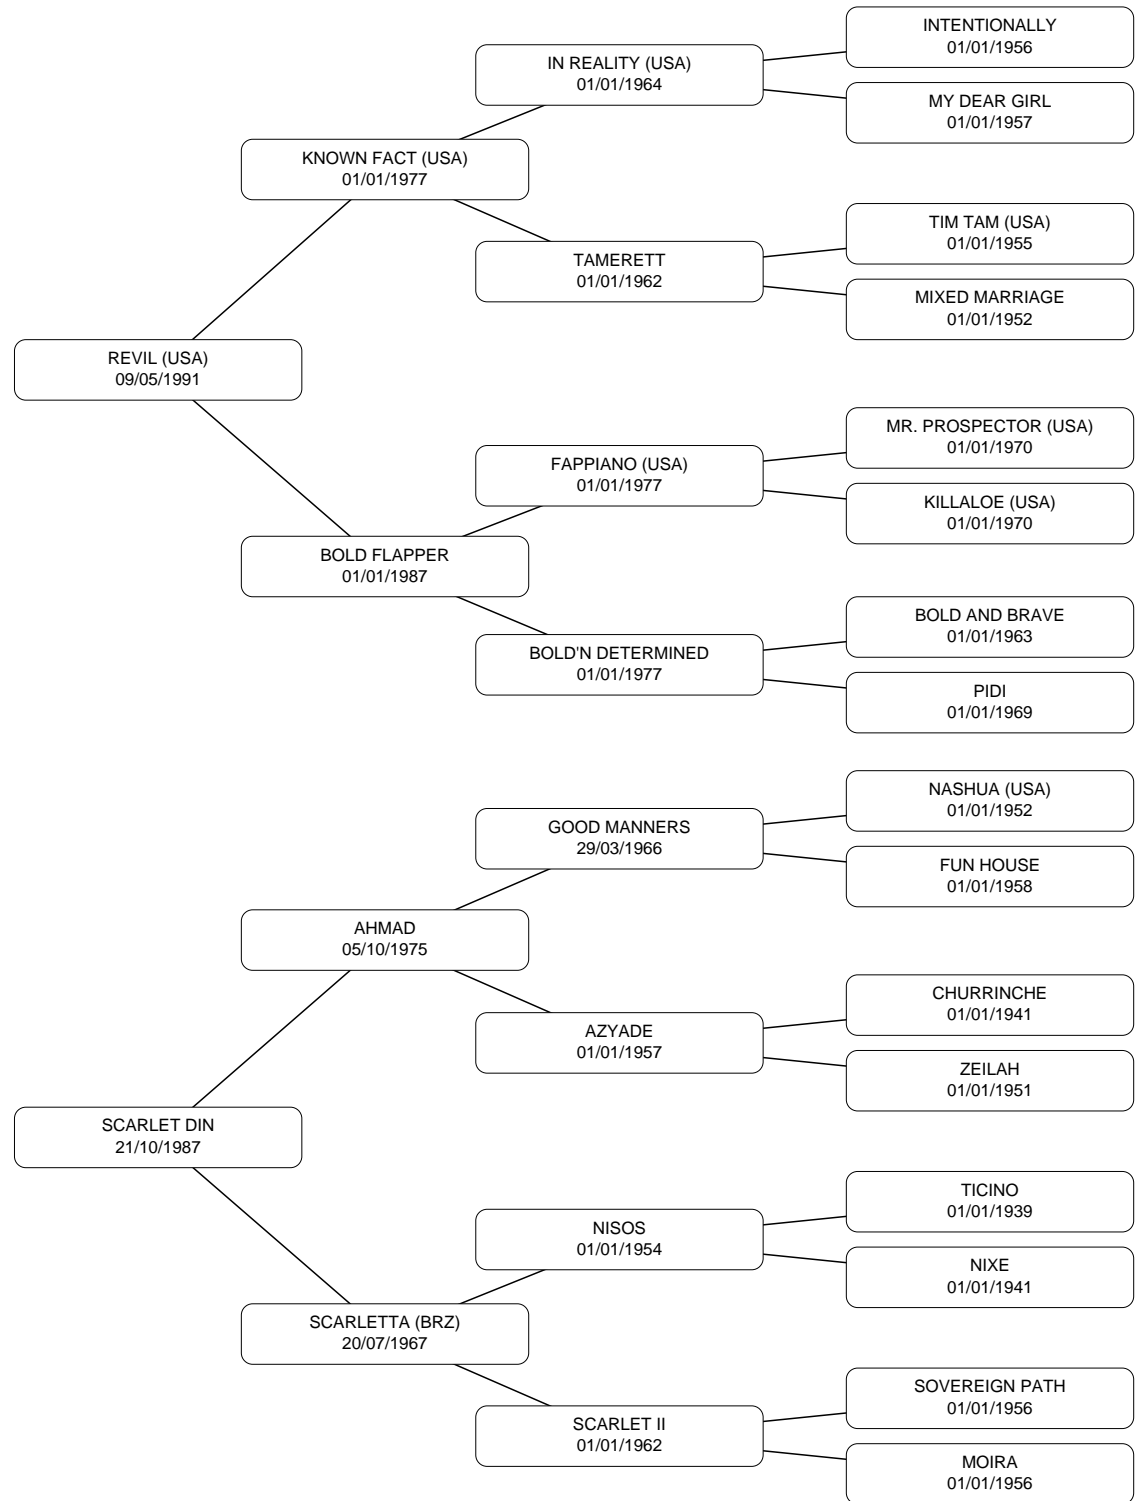 INTENTIONALLY
01/01/1956
IN REALITY (USA)
01/01/1964
MY DEAR GIRL
01/01/1957
KNOWN FACT (USA)
01/01/1977
TIM TAM (USA)
01/01/1955
TAMERETT
01/01/1962
MIXED MARRIAGE
01/01/1952
REVIL (USA)
09/05/1991
MR. PROSPECTOR (USA)
01/01/1970
FAPPIANO (USA)
01/01/1977
KILLALOE (USA)
01/01/1970
BOLD FLAPPER
01/01/1987
BOLD AND BRAVE
01/01/1963
BOLD'N DETERMINED
01/01/1977
PIDI
01/01/1969
NASHUA (USA)
01/01/1952
GOOD MANNERS
29/03/1966
FUN HOUSE
01/01/1958
AHMAD
05/10/1975
CHURRINCHE
01/01/1941
AZYADE
01/01/1957
ZEILAH
01/01/1951
SCARLET DIN
21/10/1987
TICINO
01/01/1939
NISOS
01/01/1954
NIXE
01/01/1941
SCARLETTA (BRZ)
20/07/1967
SOVEREIGN PATH
01/01/1956
SCARLET II
01/01/1962
MOIRA
01/01/1956